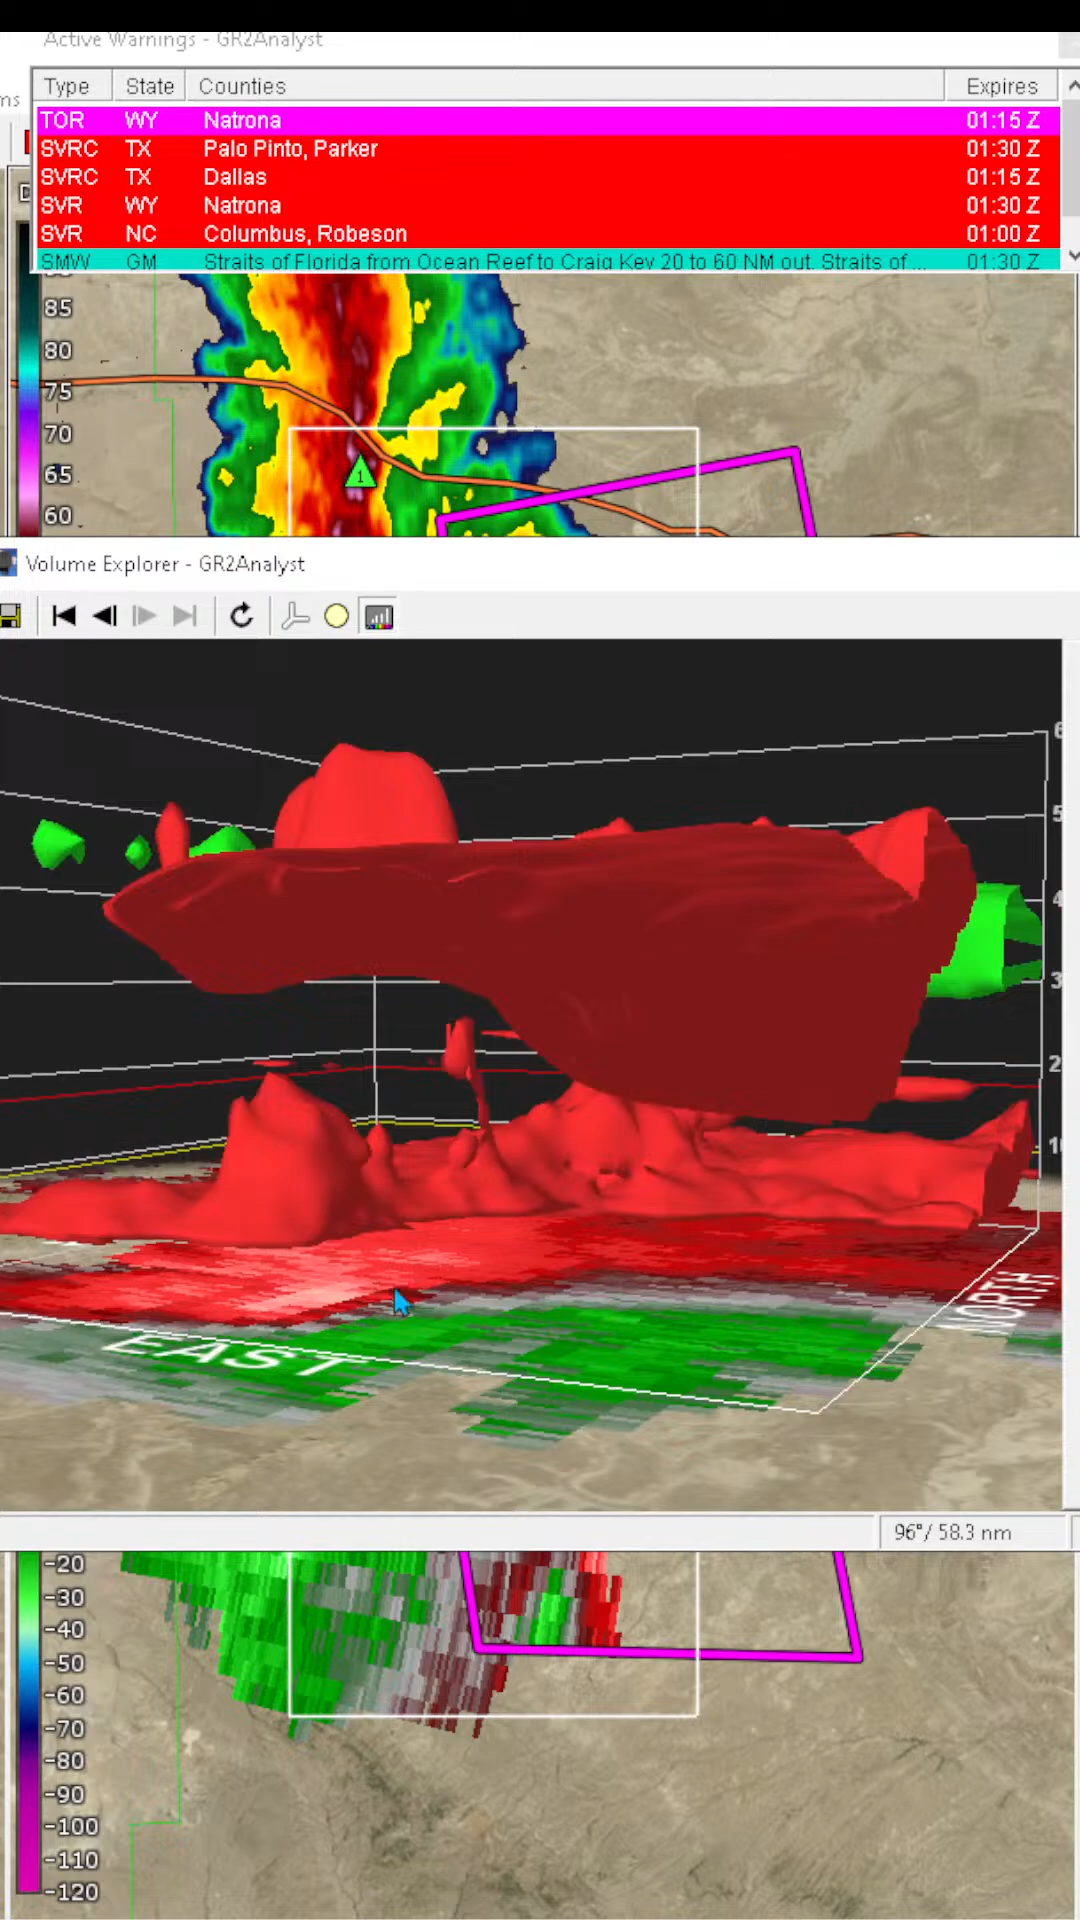 Active Warnings - GR2Analyst
Type State Counties Expires
ms
TOR WY Natrona 01:15 Z
SVRC TX Palo Pinto, Parker 01:30 Z
SVRC TX Dallas 01:15 Z
SVR WY Natrona 01:30 Z
SVR NC Columbus, Robeson 01:00 Z
SMW GM Straits of Florida from Ocean Reef to Craig Key 20 to 60 NM out, Straits of ... 01:30 Z
85
80
75
70
65
60
1
Volume Explorer - GR2Analyst
5
4
3
2
1
EAST
NORTH
96°/ 58.3 nm
-20
-30
-40
-50
-60
-70
-80
-90
-100
-110
-120